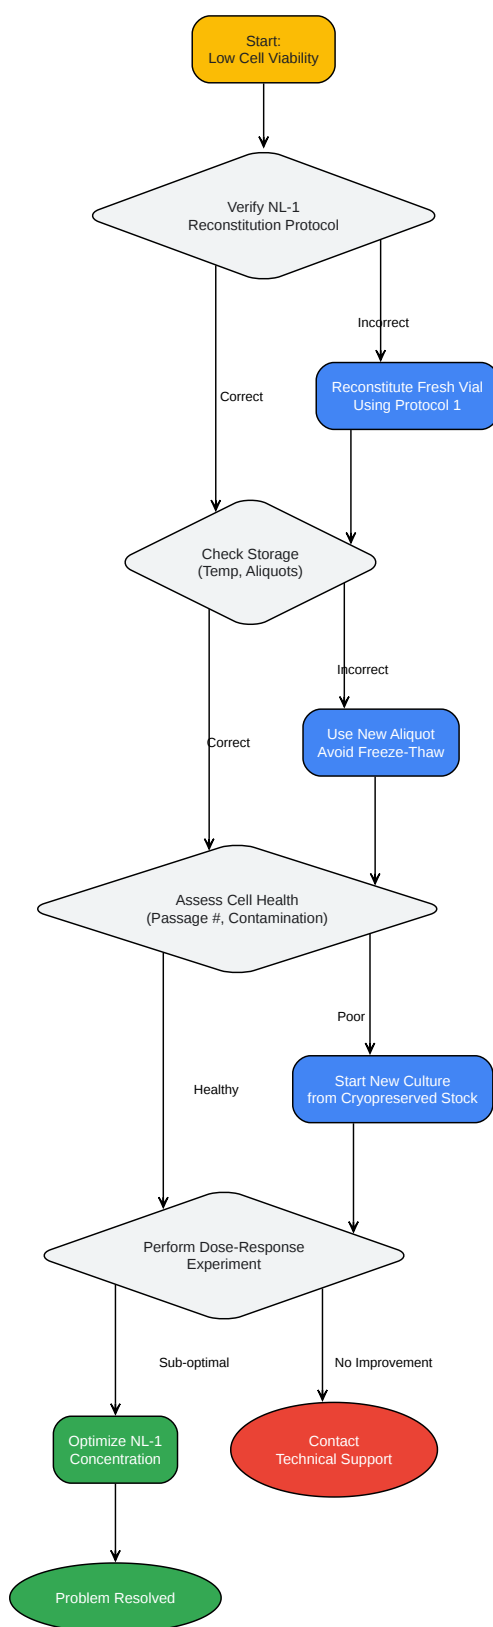 Start:
Low Cell Viability
Verify NL-1
Reconstitution Protocol
Incorrect
Reconstitute Fresh Vial
Using Protocol 1
Correct
Check Storage
(Temp, Aliquots)
Incorrect
Use New Aliquot
Avoid Freeze-Thaw
Correct
Assess Cell Health
(Passage #, Contamination)
Poor
Start New Culture
from Cryopreserved Stock
Healthy
Perform Dose-Response
Experiment
Sub-optimal
No Improvement
Optimize NL-1
Concentration
Contact
Technical Support
Problem Resolved